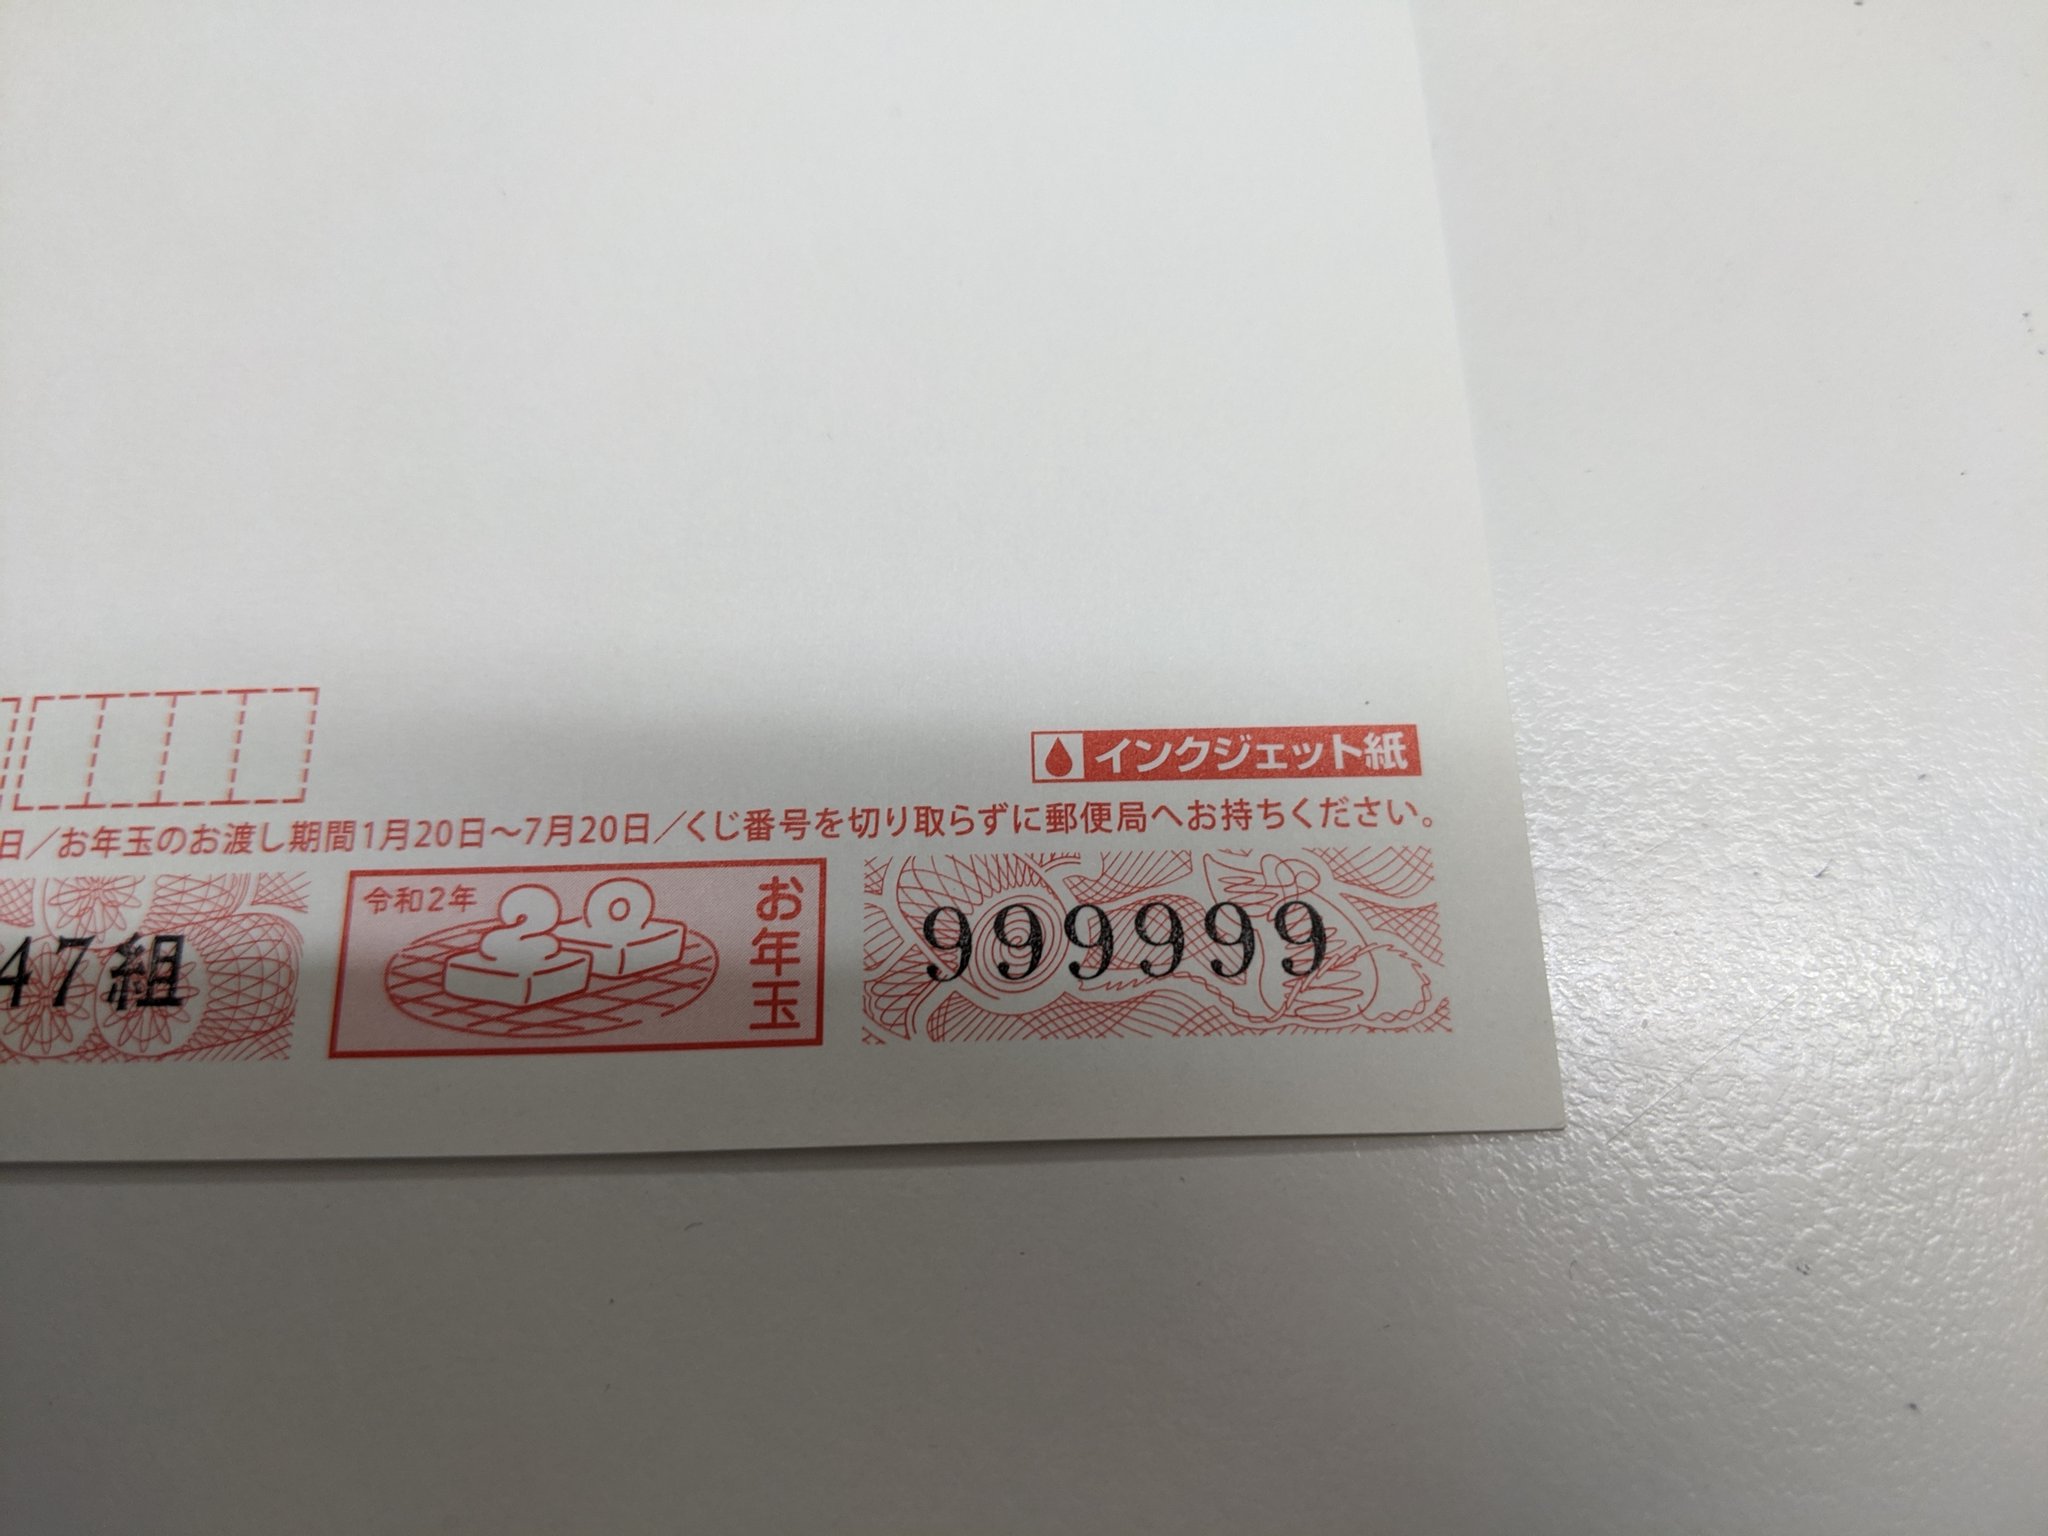 インクジェット紙
日／お年玉のお渡し期間1月20日～7月20日／くじ番号を切り取らずに郵便局へお持ちください。
令和2年
20
お年玉
47組
999999